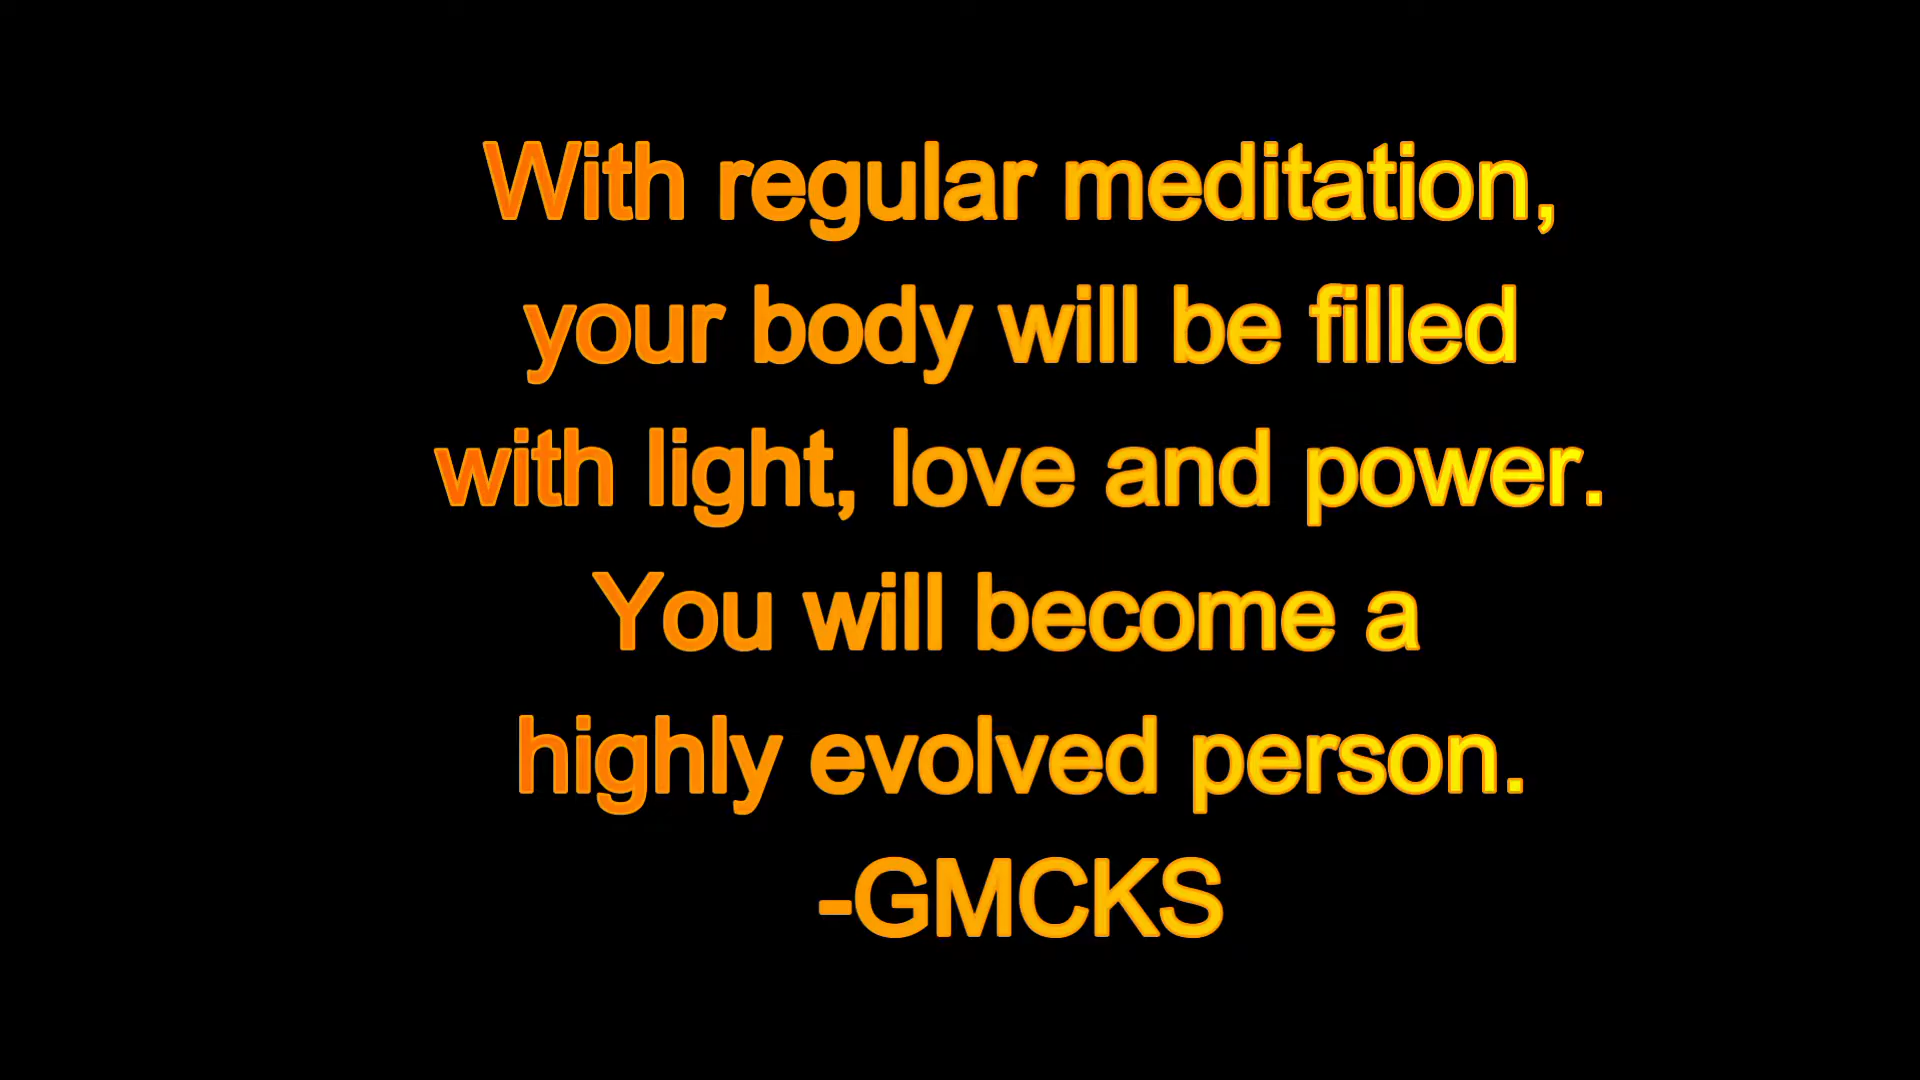 With regular meditation,
your body will be filled
with light, love and power.
You will become a
highly evolved person.
-GMCKS